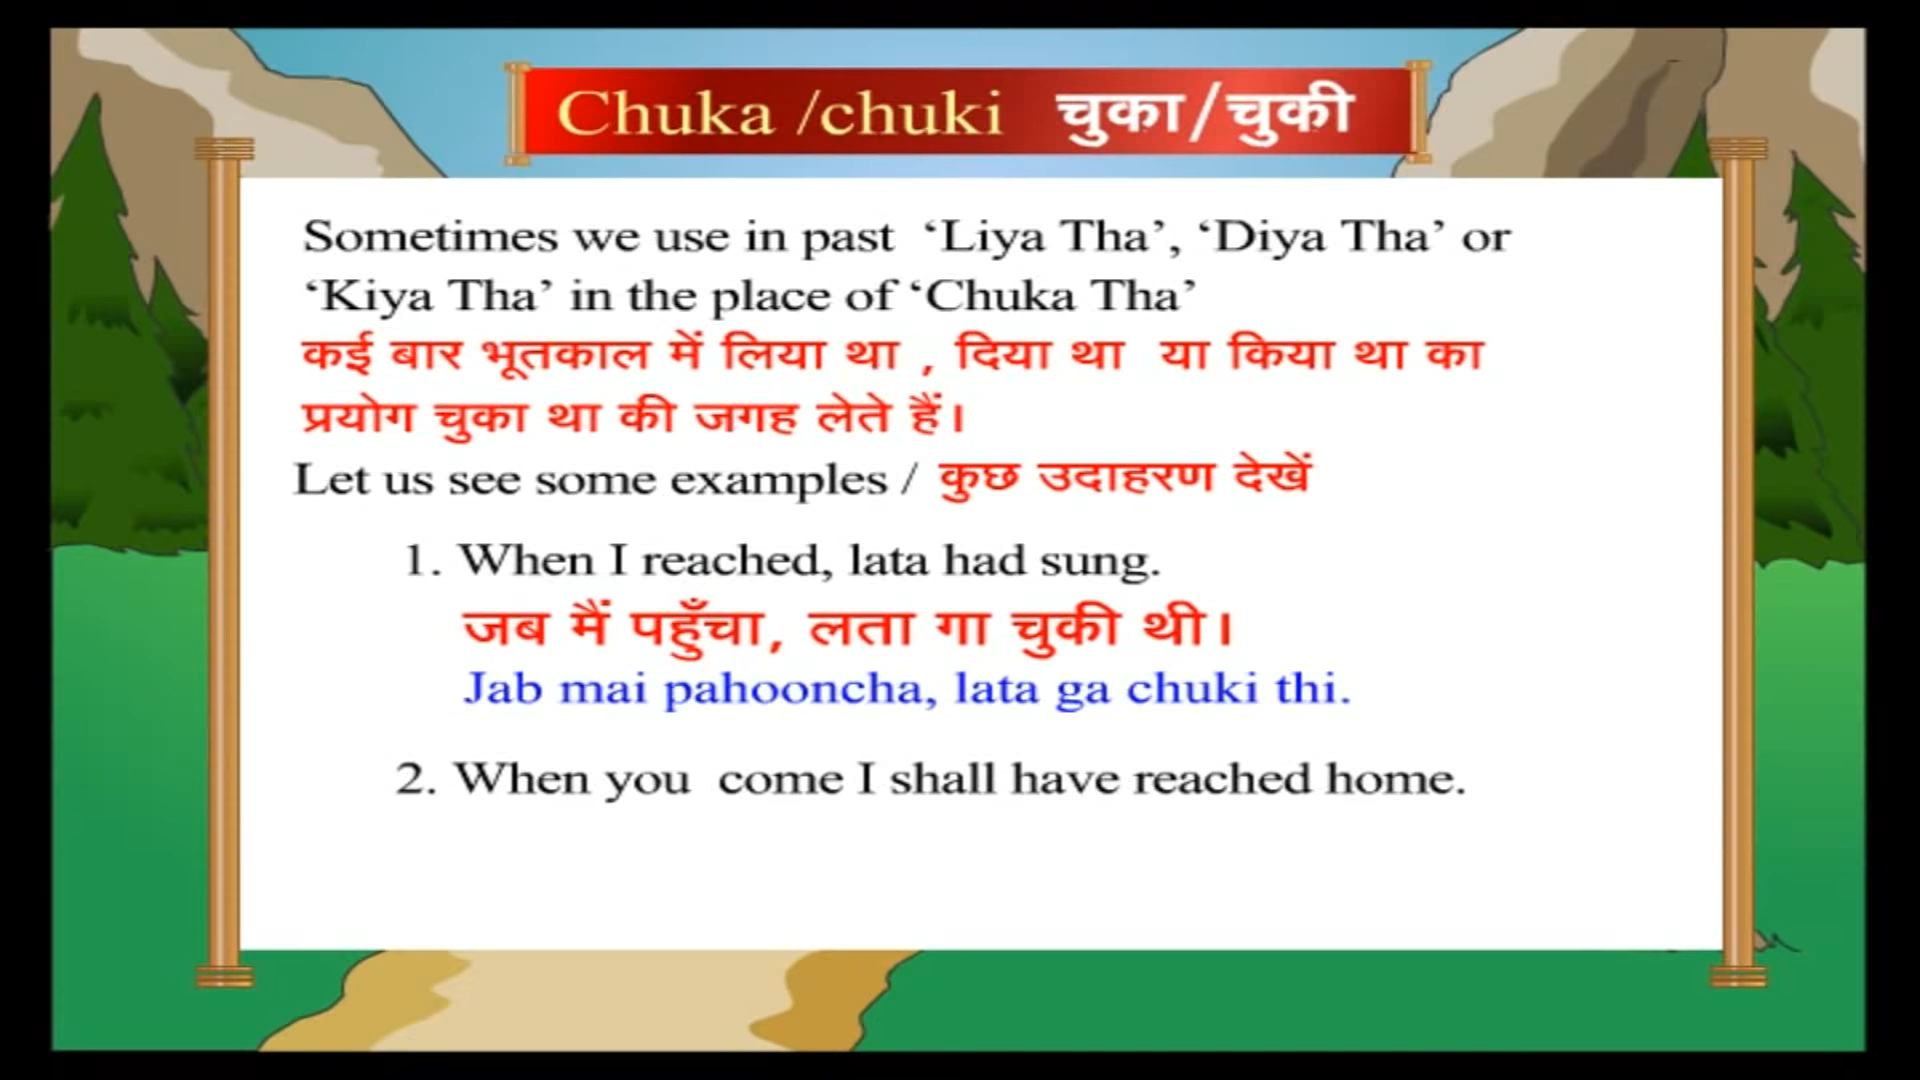 Chuka /chuki चुका/चुकी
Sometimes we use in past ‘Liya Tha’, ‘Diya Tha’ or
‘Kiya Tha’ in the place of ‘Chuka Tha’
कई बार भूतकाल में लिया था , दिया था या किया था का
प्रयोग चुका था की जगह लेते हैं।
Let us see some examples / कुछ उदाहरण देखें
1. When I reached, lata had sung.
जब मैं पहुँचा, लता गा चुकी थी।
Jab mai pahooncha, lata ga chuki thi.
2. When you come I shall have reached home.